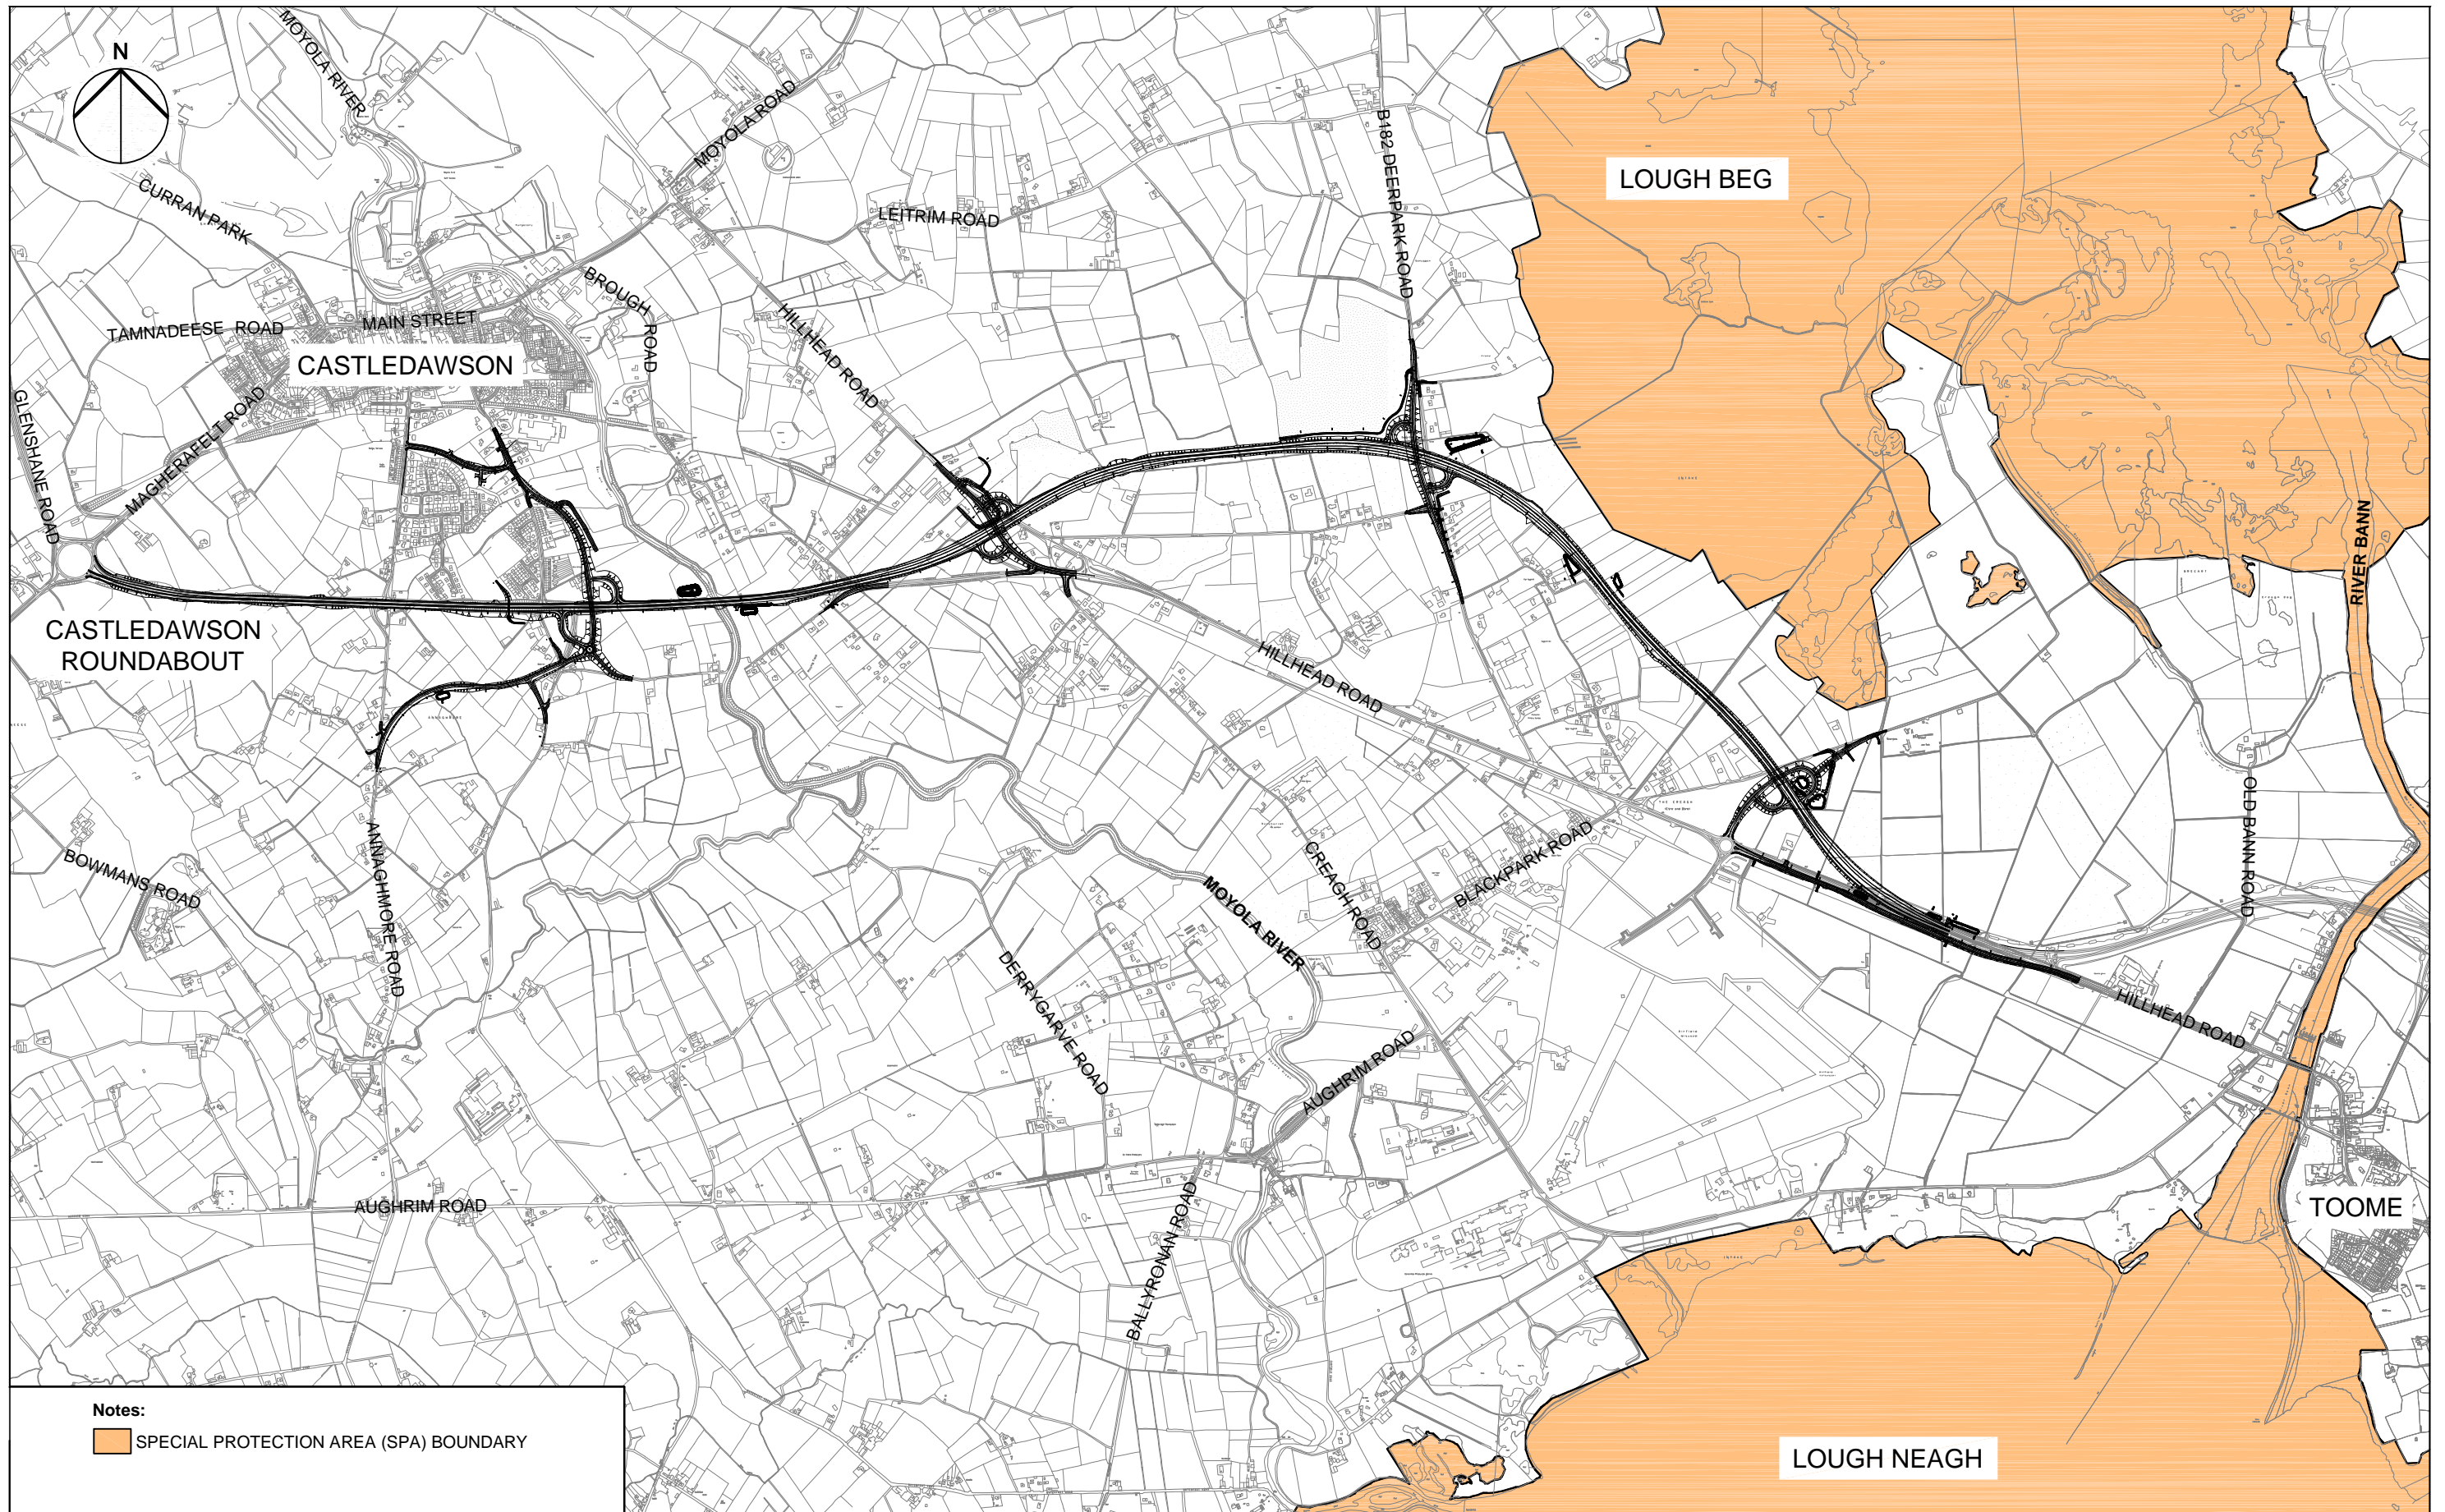 N
MOYOLA RIVER
MOYOLA ROAD
B182 DEERPARK ROAD
LOUGH BEG
CURRAN PARK
LEITRIM ROAD
BROUGH ROAD
TAMNADEESE ROAD
MAIN STREET
HILLHEAD ROAD
CASTLEDAWSON
GLENSHANE ROAD
MAGHERAFELT ROAD
RIVER BANN
CASTLEDAWSON
ROUNDABOUT
HILLHEAD ROAD
OLD BANN ROAD
BOWMANS ROAD
ANNAGHMORE ROAD
CREAGH ROAD
BLACKPARK ROAD
MOYOLA RIVER
DERRYGARVE ROAD
HILLHEAD ROAD
AUGHRIM ROAD
AUGHRIM ROAD
BALLYRONAN ROAD
TOOME
LOUGH NEAGH
Notes:
SPECIAL PROTECTION AREA (SPA) BOUNDARY